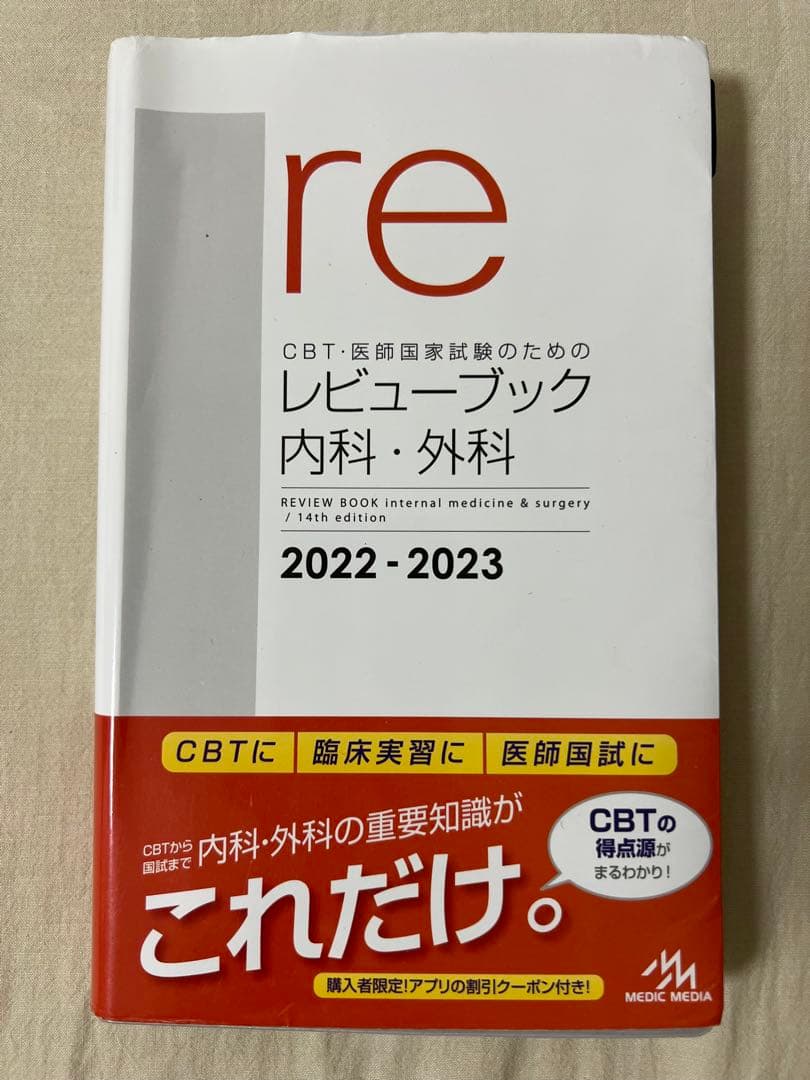 re
CBT・医師国家試験のための
レビューブック
内科・外科
REVIEW BOOK internal medicine & surgery
/ 14th edition
2022-2023
CBTに 臨床実習に 医師国試に
CBTから
国試まで
内科・外科の重要知識が
これだけ。
CBTの
得点源が
まるわかり!
購入者限定!アプリの割引クーポン付き!
MEDIC MEDIA